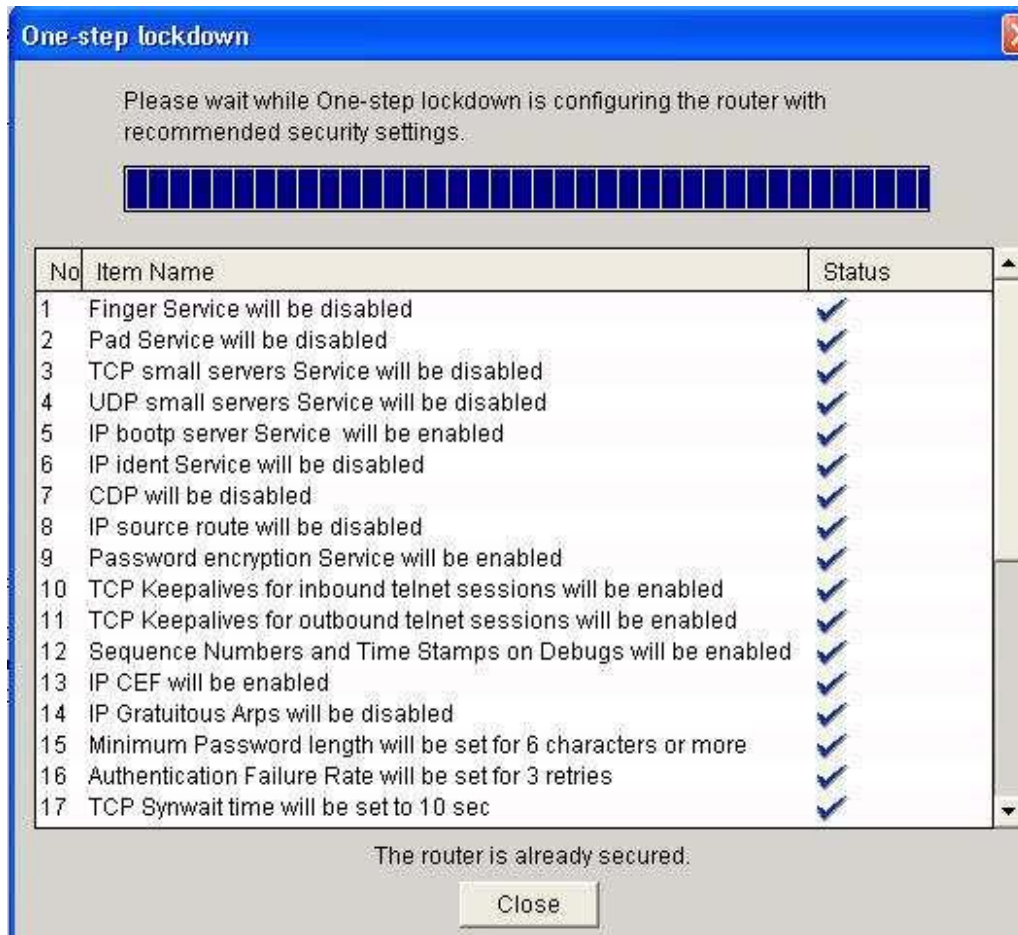 One-step lockdown
Please wait while One-step lockdown is configuring the router with
recommended security settings.
No Item Name Status
1 Finger Service will be disabled
2 Pad Service will be disabled
3 TCP small servers Service will be disabled
4 UDP small servers Service will be disabled
5 IP bootp server Service will be enabled
6 IP ident Service will be disabled
7 CDP will be disabled
8 IP source route will be disabled
9 Password encryption Service will be enabled
10 TCP Keepalives for inbound telnet sessions will be enabled
11 TCP Keepalives for outbound telnet sessions will be enabled
12 Sequence Numbers and Time Stamps on Debugs will be enabled
13 IP CEF will be enabled
14 IP Gratuitous Arps will be disabled
15 Minimum Password length will be set for 6 characters or more
16 Authentication Failure Rate will be set for 3 retries
17 TCP Synwait time will be set to 10 sec
The router is already secured.
Close